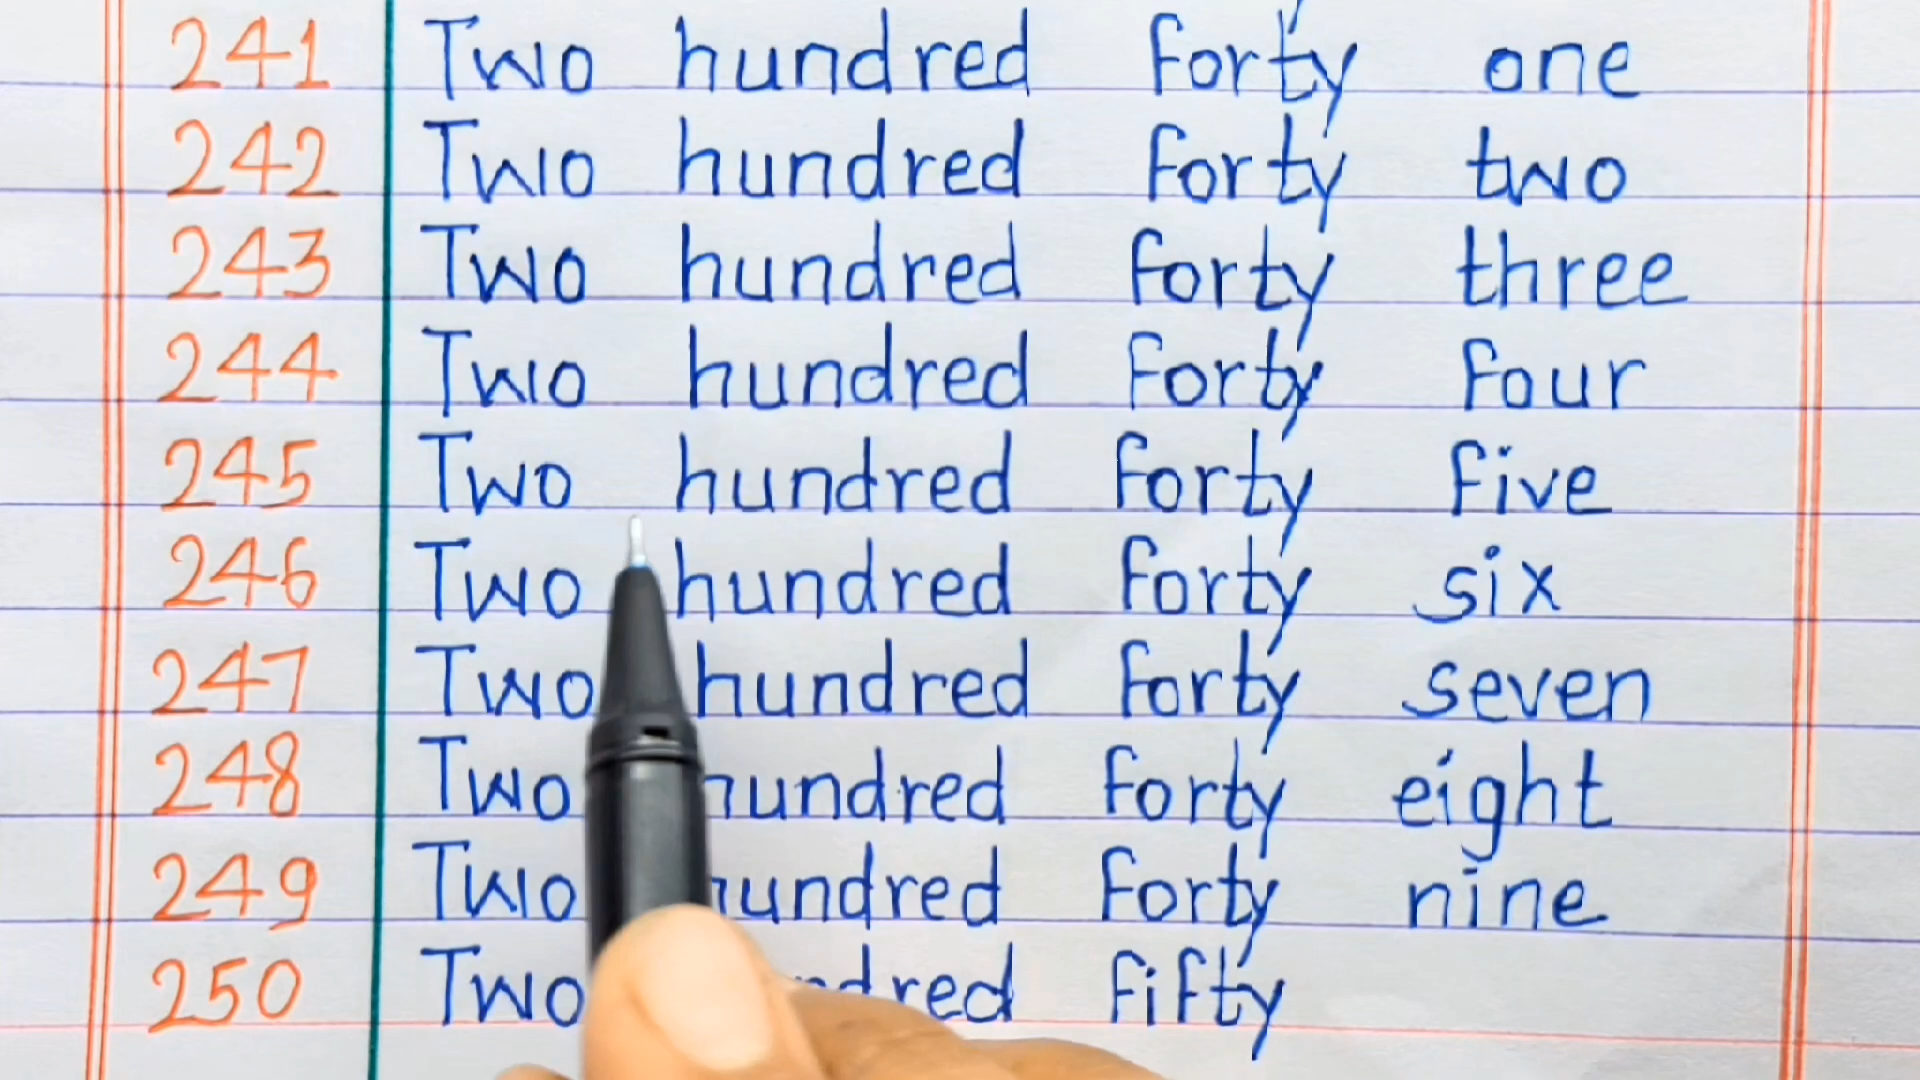 241 Two hundred forty one
242 Two hundred forty two
243 Two hundred forty three
244 Two hundred forty four
245 Two hundred forty five
246 Two hundred forty six
247 Two hundred forty seven
248 Two hundred forty eight
249 Two hundred forty nine
250 Two hundred fifty